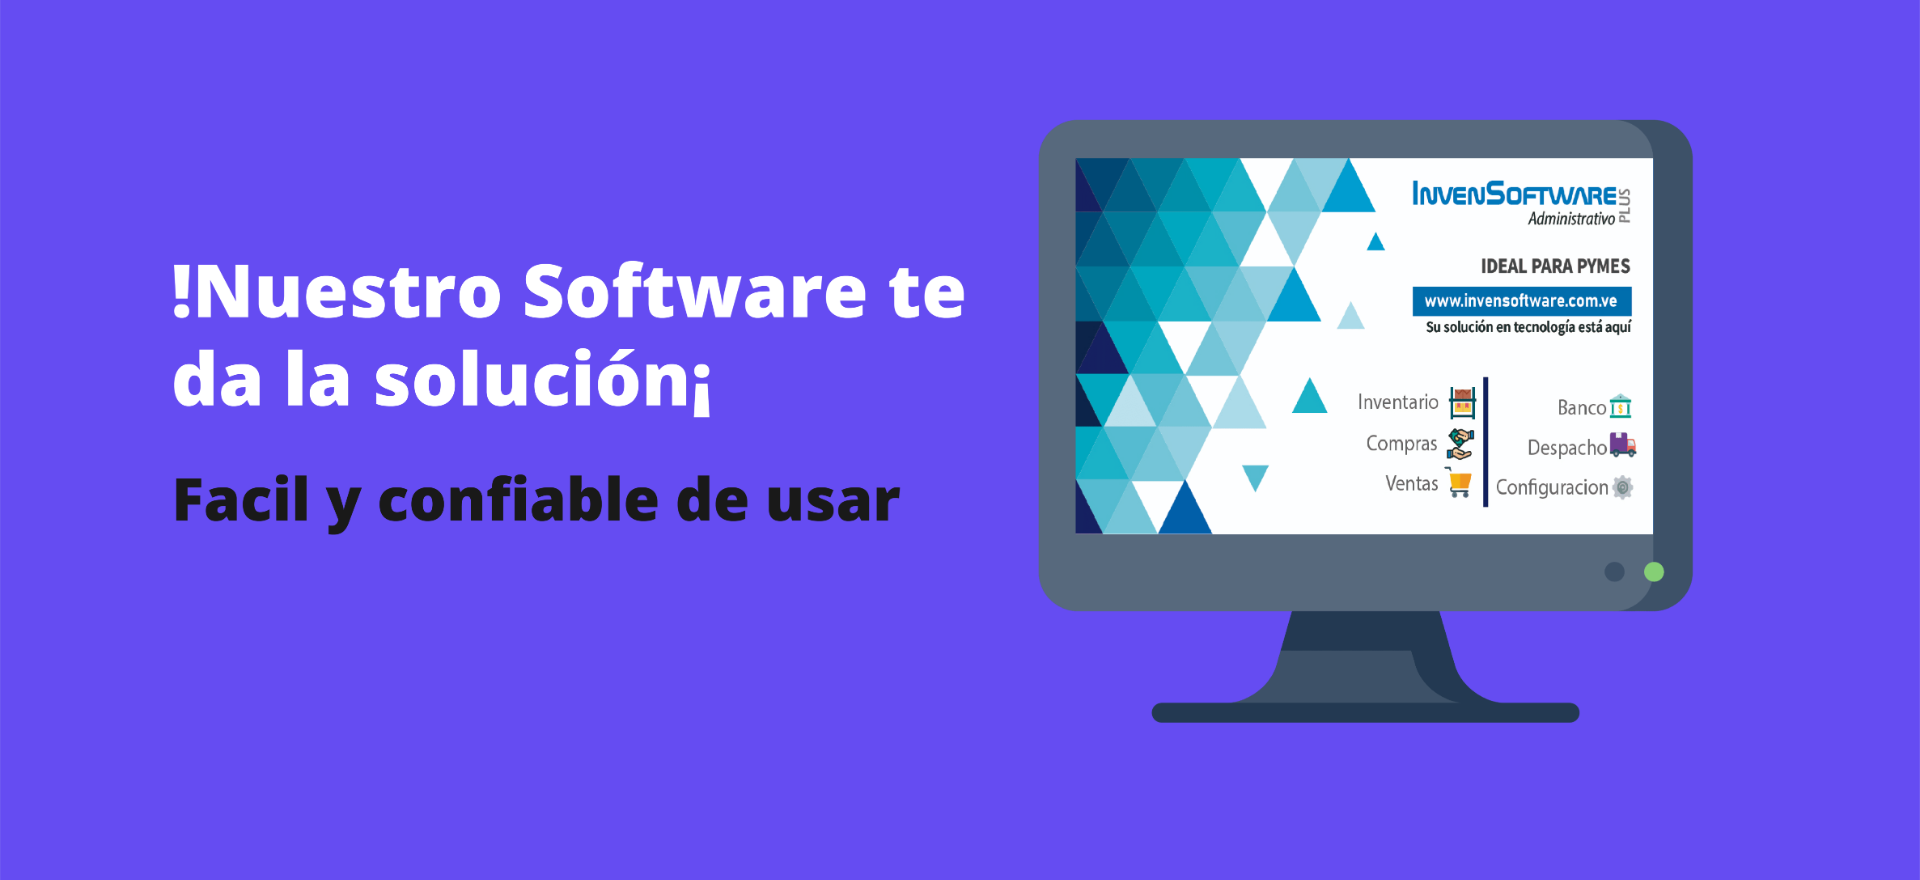 !Nuestro Software te
da la solución¡
Facil y confiable de usar
INVENSOFTWARE PLUS
Administrativo
IDEAL PARA PYMES
www.invensoftware.com.ve
Su solución en tecnología está aquí
Inventario
Compras
Ventas
Banco
Despacho
Configuracion